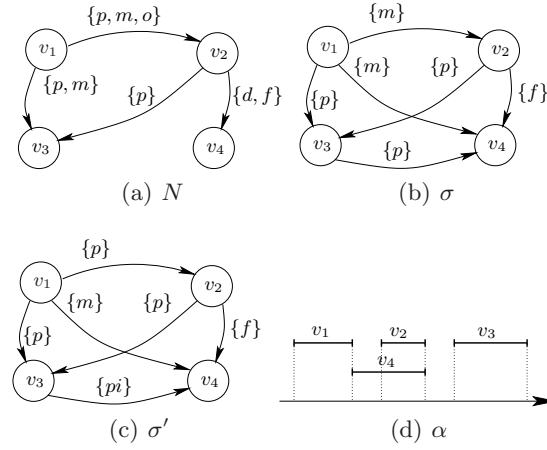 {p, m, o}
v1
v2
{p, m}
{p}
{d, f}
v3
v4
(a) N
{m}
v1
v2
{m}
{p}
{p}
{f}
v3
v4
{p}
(b) σ
{p}
v1
v2
{m}
{p}
{p}
{f}
v3
v4
{pi}
(c) σ′
v1
v2
v3
v4
(d) α